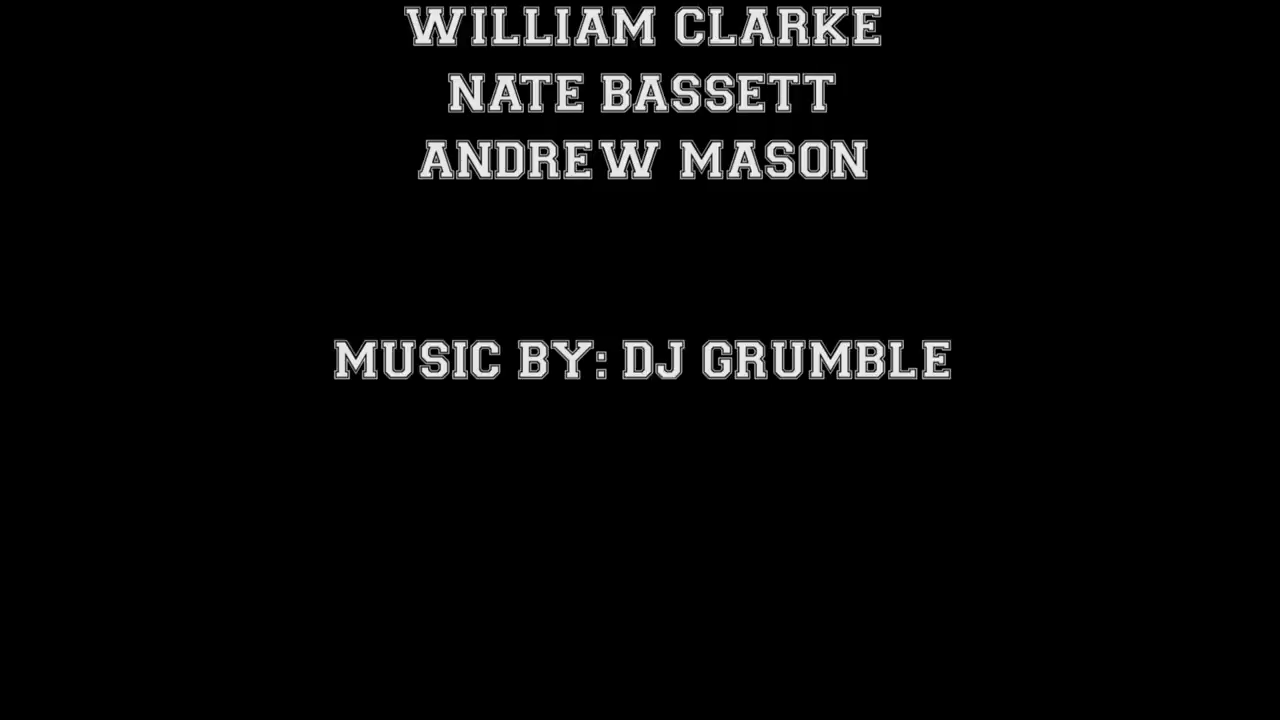 WILLIAM CLARKE
NATE BASSETT
ANDREW MASON
MUSIC BY: DJ GRUMBLE